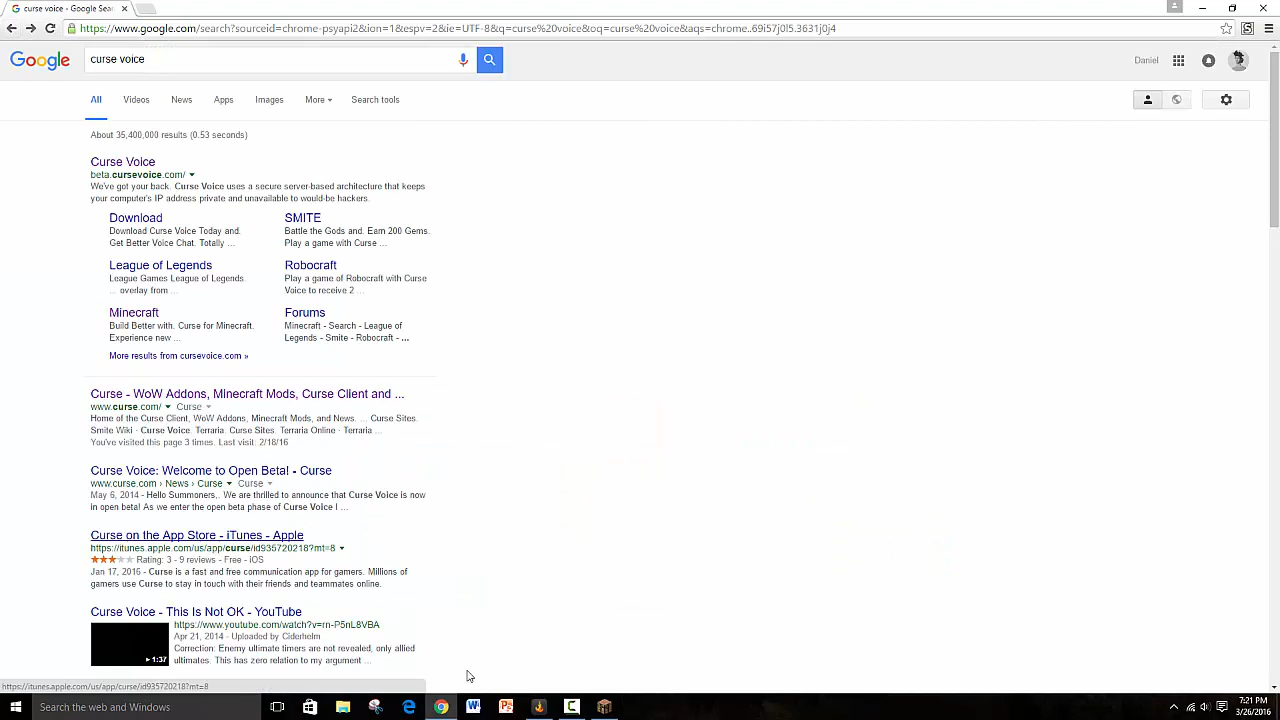 curse voice - Google Sear
https://www.google.com/search?sourceid=chrome-psyapi2&ion=1&espv=2&ie=UTF-8&q=curse%20voice&oq=curse%20voice&aqs=chrome..69i57j0l5.3631j0j4
Google
curse voice
Daniel
All Videos News Apps Images More Search tools
About 35,400,000 results (0.53 seconds)
Curse Voice
beta.cursevoice.com/
We've got your back. Curse Voice uses a secure server-based architecture that keeps
your computer's IP address private and unavailable to would-be hackers.
Download
Download Curse Voice Today and.
Get Better Voice Chat. Totally ...
SMITE
Battle the Gods and. Earn 200 Gems.
Play a game with Curse ...
League of Legends
League Games League of Legends.
... overlay from ...
Robocraft
Play a game of Robocraft with Curse
Voice to receive 2 ...
Minecraft
Build Better with. Curse for Minecraft.
Experience new ...
Forums
Minecraft - Search - League of
Legends - Smite - Robocraft - ...
More results from cursevoice.com »
Curse - WoW Addons, Minecraft Mods, Curse Client and ...
www.curse.com/ Curse
Home of the Curse Client, WoW Addons, Minecraft Mods, and News. ... Curse Sites.
Smite Wiki · Curse Voice. Terraria. Curse Sites. Terraria Online · Terraria ...
You've visited this page 3 times. Last visit: 2/18/16
Curse Voice: Welcome to Open Beta! - Curse
www.curse.com › News › Curse Curse
May 6, 2014 - Hello Summoners,. We are thrilled to announce that Curse Voice is now
in open beta! As we enter the open beta phase of Curse Voice I ...
Curse on the App Store - iTunes - Apple
https://itunes.apple.com/us/app/curse/id935720218?mt=8
Rating: 3 - 9 reviews - Free - iOS
Jan 17, 2016 - Curse is a fast and free communication app for gamers. Millions of
gamers use Curse to stay in touch with their friends and teammates online.
Curse Voice - This Is Not OK - YouTube
https://www.youtube.com/watch?v=rn-P5nL8VBA
Apr 21, 2014 - Uploaded by Ciderhelm
Correction: Enemy ultimate timers are not revealed, only allied
ultimates. This has zero relation to my argument ...
1:37
https://itunes.apple.com/us/app/curse/id935720218?mt=8
Search the web and Windows
7:21 PM
3/26/2016